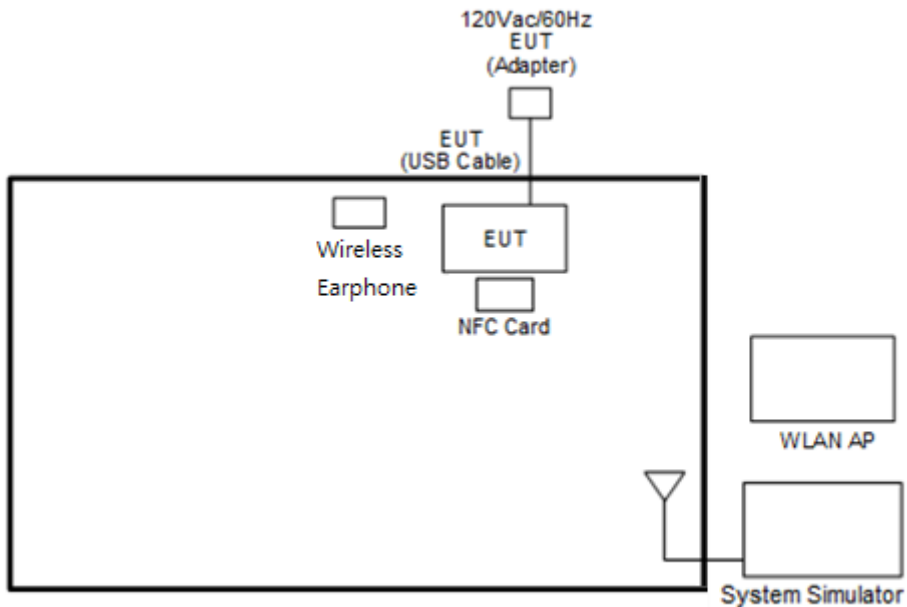 120Vac/60Hz
EUT
(Adapter)
EUT
(USB Cable)
EUT
Wireless
Earphone
NFC Card
WLAN AP
System Simulator